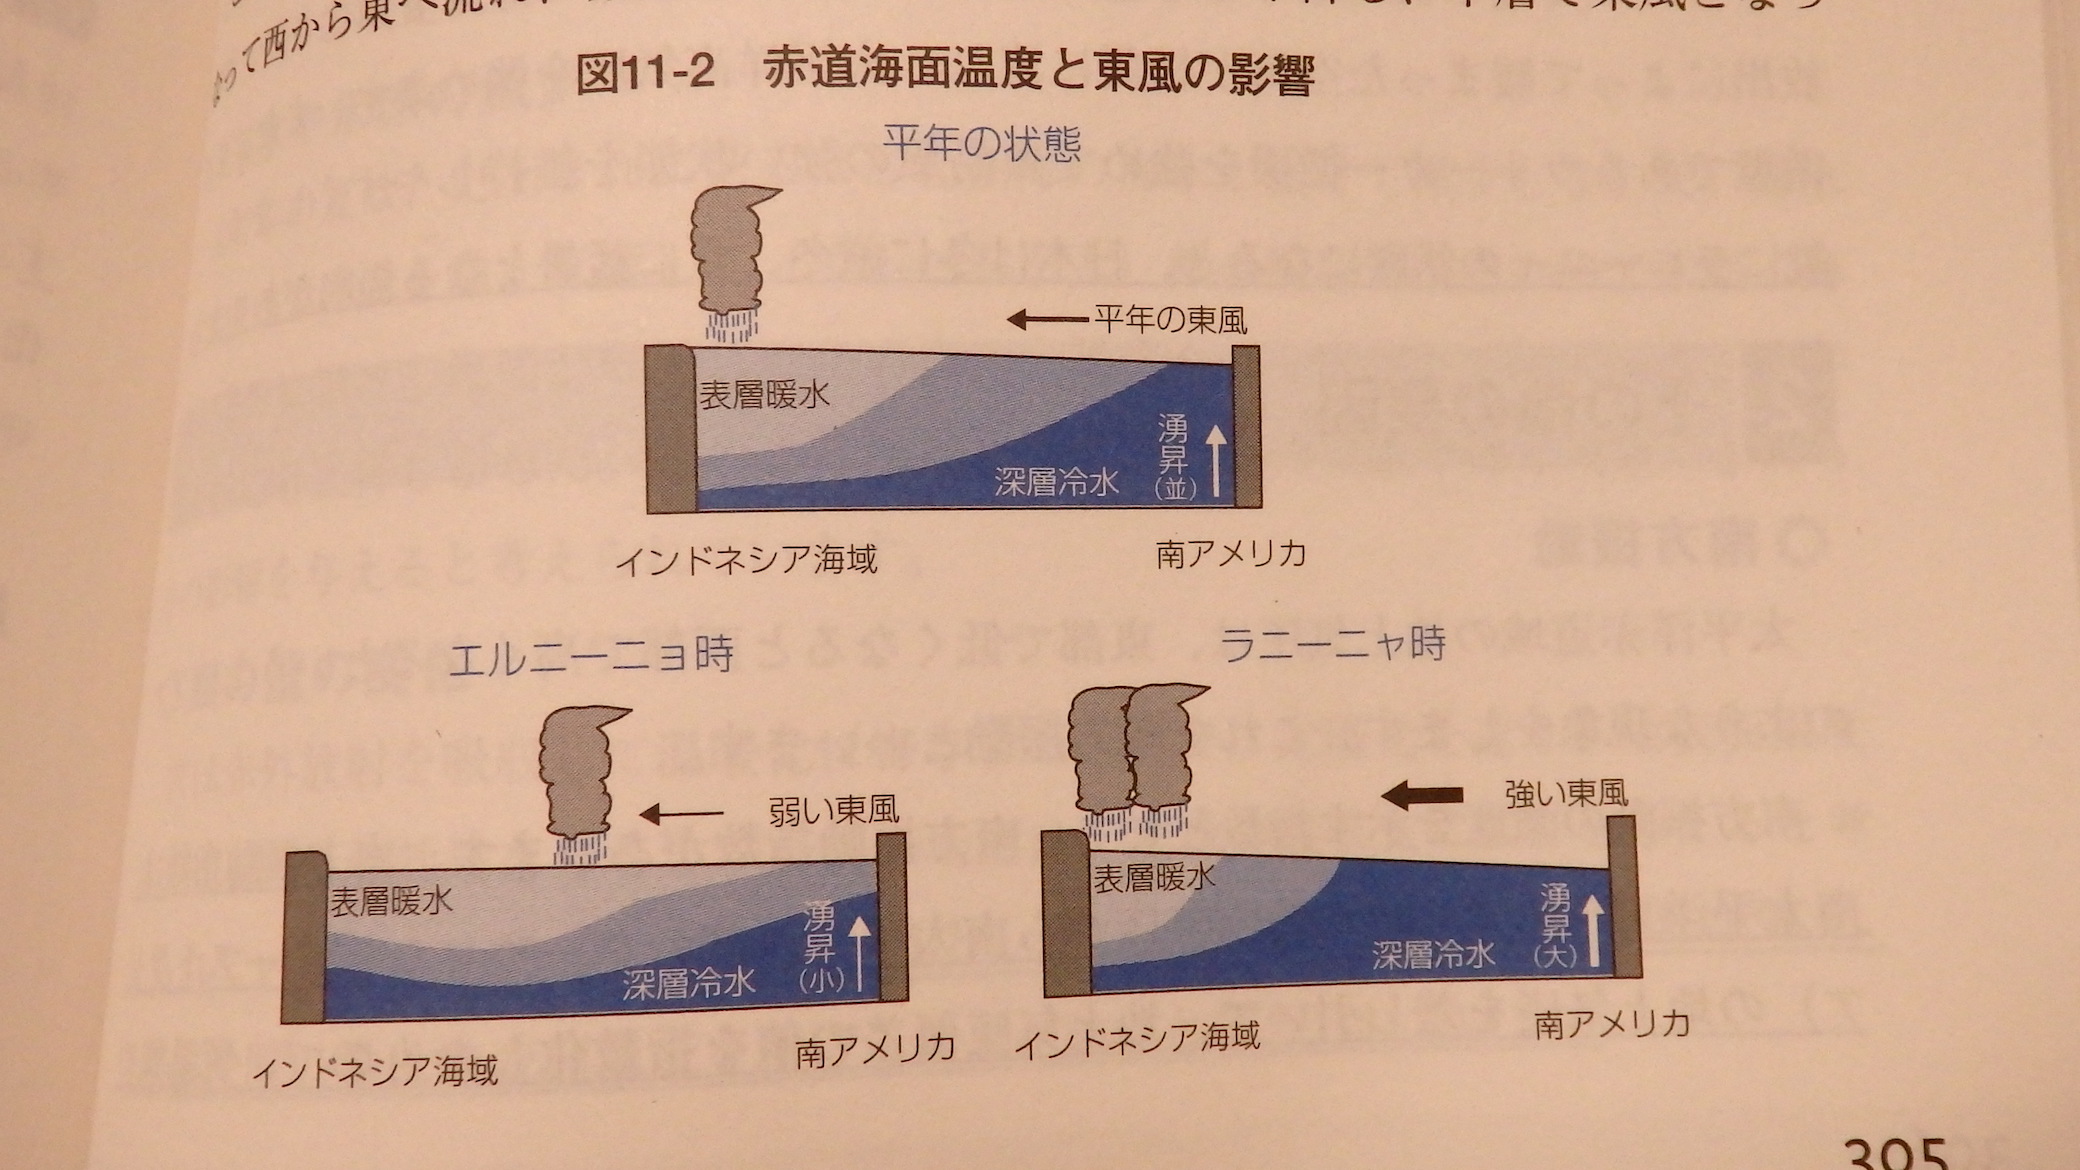 って西から東へ流れ
層で東風となっ
図11-2 赤道海面温度と東風の影響
平年の状態
平年の東風
表層暖水
湧昇(並)
深層冷水
インドネシア海域
南アメリカ
エルニーニョ時
弱い東風
表層暖水
湧昇(小)
深層冷水
インドネシア海域
南アメリカ
ラニーニャ時
強い東風
表層暖水
湧昇(大)
深層冷水
インドネシア海域
南アメリカ
305